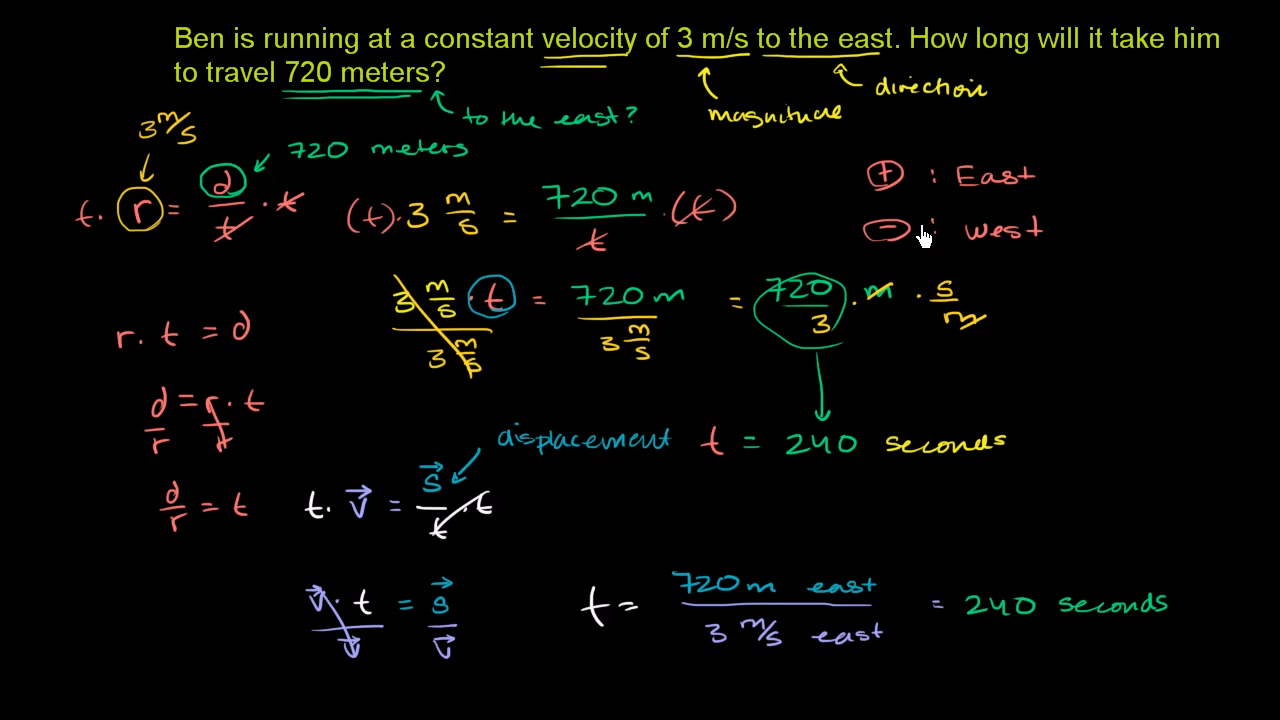 Ben is running at a constant velocity of 3 m/s to the east. How long will it take him
to travel 720 meters?
direction
magnitude
to the east?
3 m/s
720 meters
t · r = d/t · t
(t) · 3 m/s = 720 m/t · (t)
+ : East
- : West
3 m/s · t / 3 m/s = 720 m / 3 m/s = 720/3 · m · s/m
r · t = d
d/r = r · t/r
displacement
t = 240 seconds
d/r = t
t · v⃗ = s⃗/t · t
v⃗ · t / v⃗ = s⃗ / v⃗
t = 720 m east / 3 m/s east = 240 seconds